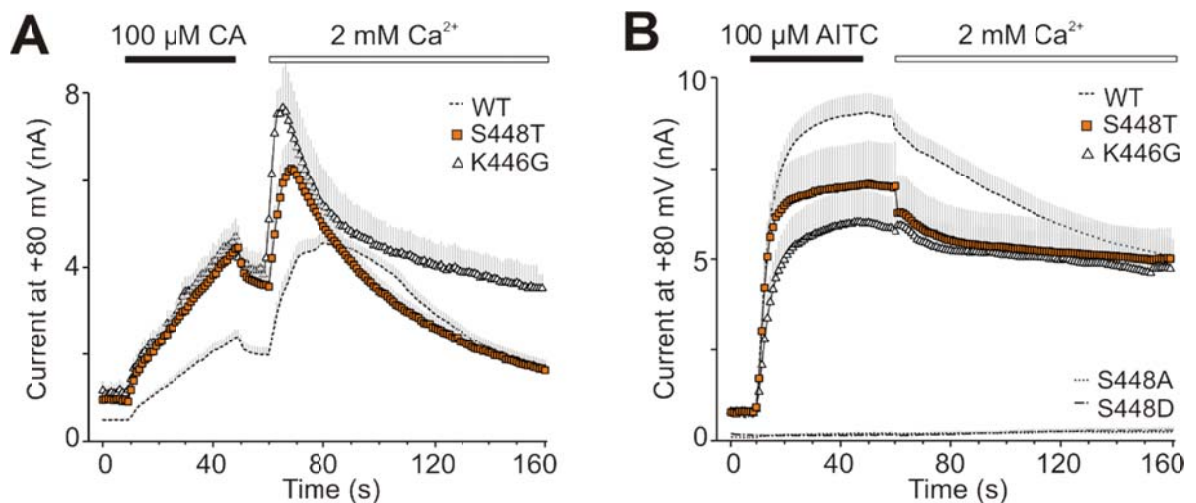 A
100 µM CA
2 mM Ca²⁺
8
4
0
Current at +80 mV (nA)
WT
S448T
K446G
0
40
80
120
160
Time (s)
B
100 µM AITC
2 mM Ca²⁺
10
5
0
Current at +80 mV (nA)
WT
S448T
K446G
S448A
S448D
0
40
80
120
160
Time (s)